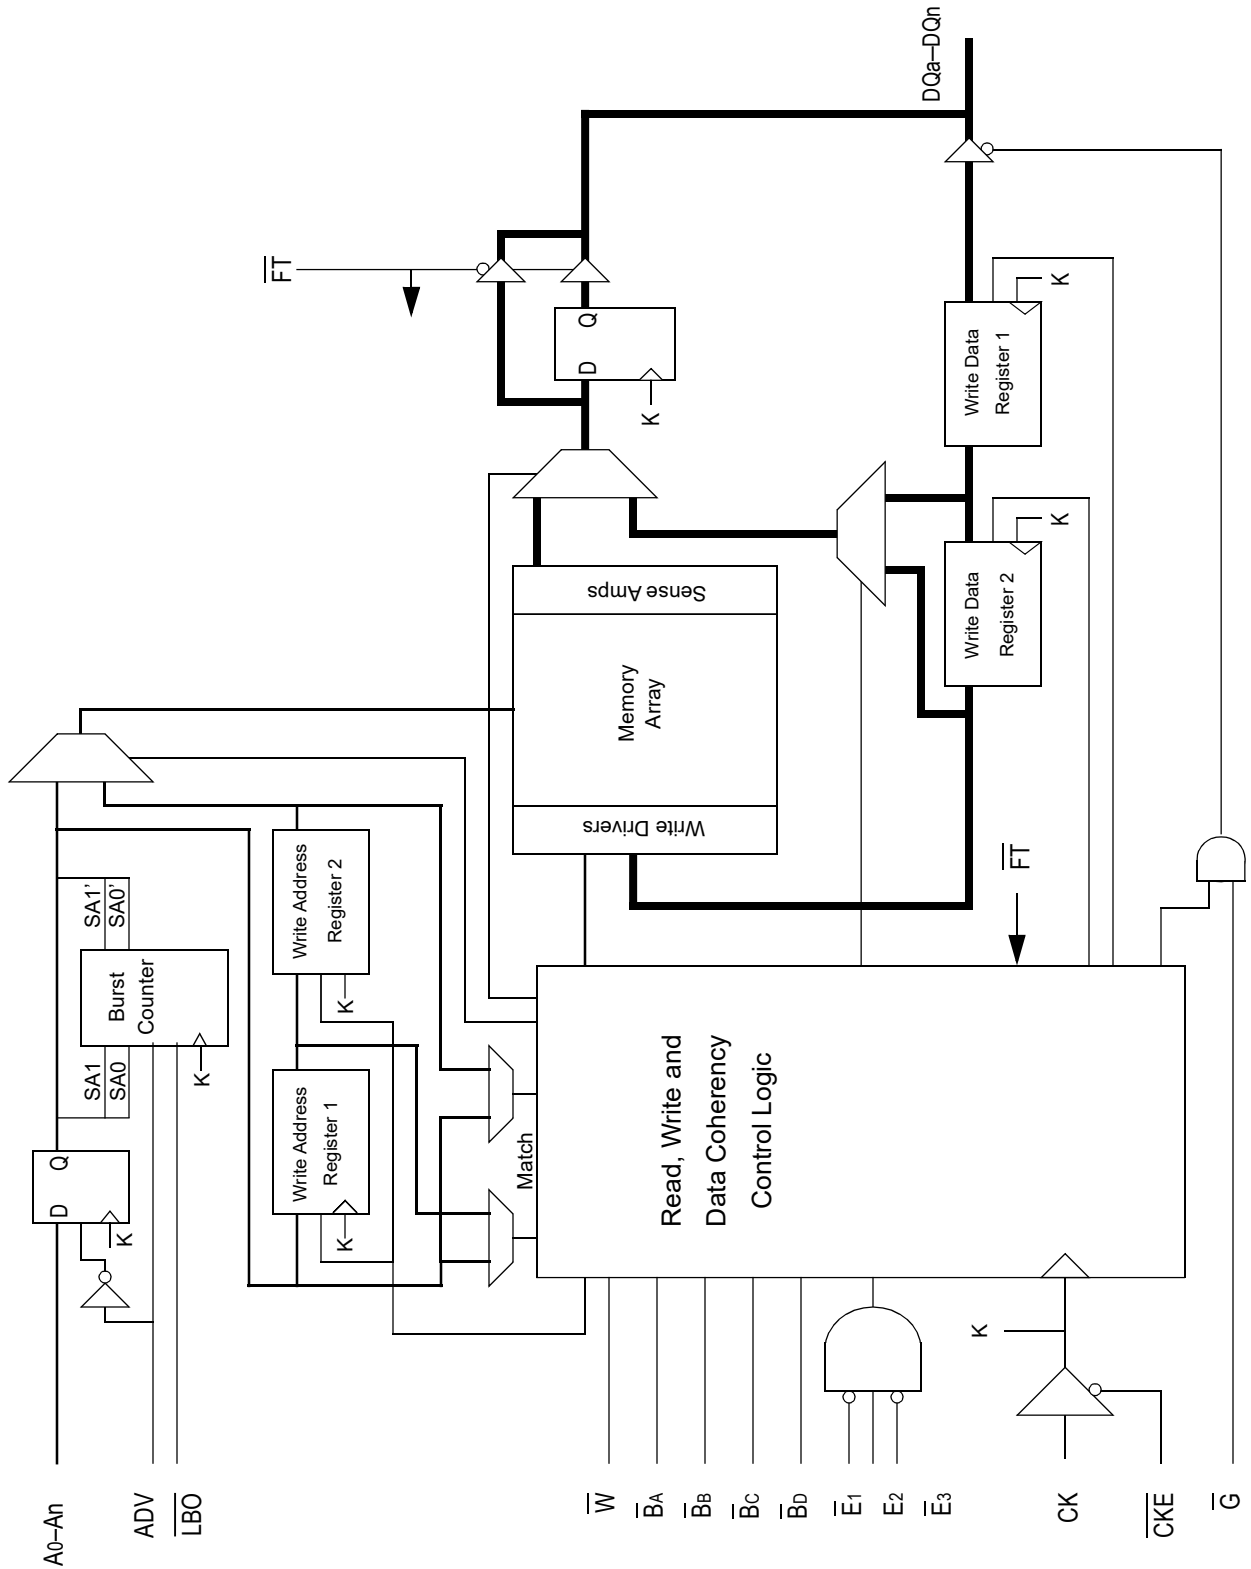 A0–An
ADV
LBO
W
BA
BB
BC
BD
E1
E2
E3
CK
CKE
G
D Q
K
SA1
SA0
Burst
Counter
SA1'
SA0'
K
Write Address
Register 1
K
Write Address
Register 2
K
Match
Read, Write and
Data Coherency
Control Logic
K
FT
Write Drivers
Memory
Array
Sense Amps
Write Data
Register 2
K
Write Data
Register 1
K
D Q
K
FT
DQa–DQn